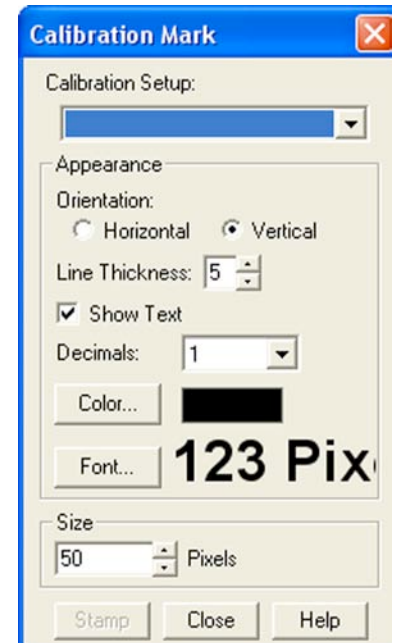 Calibration Mark
Calibration Setup:
Appearance
Orientation:
Horizontal Vertical
Line Thickness: 5
Show Text
Decimals: 1
Color...
Font... 123 Pix
Size
50 Pixels
Stamp Close Help